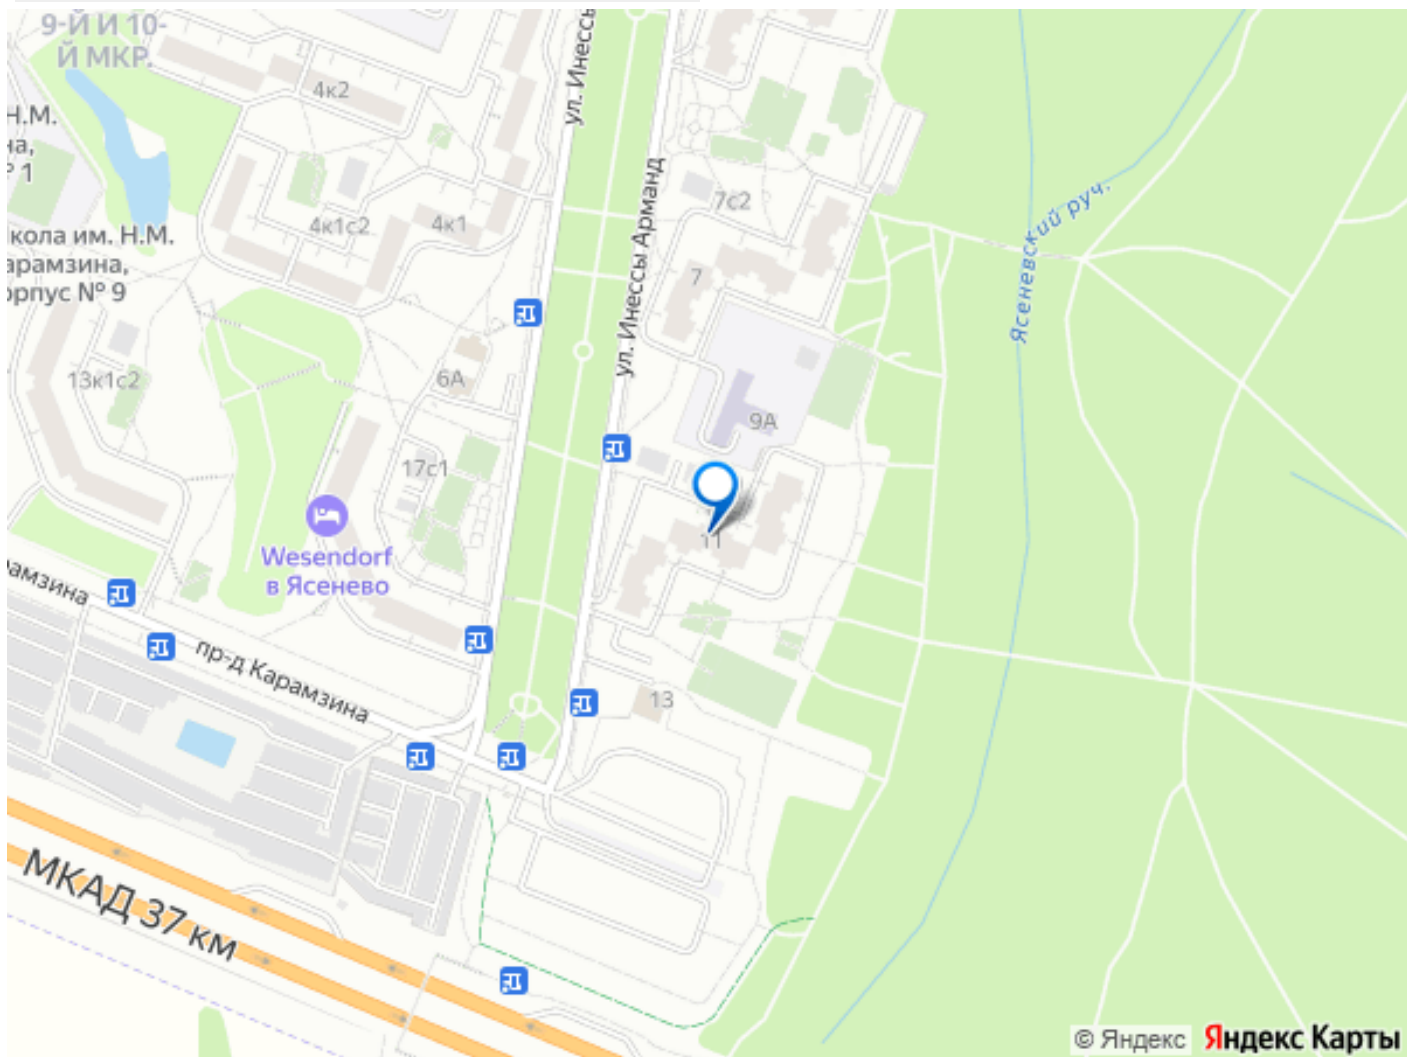 9-Й И 10-
Й МКР.
4к2
ул. Инессы
Н.М.
на,
№ 1
4к1с2
4к1
7с2
ул. Инессы Арманд
Ясеневский руч.
кола им. Н.М.
арамзина,
орпус № 9
7
13к1с2
6А
9А
17с1
Wesendorf
в Ясенево
11
амзина
пр-д Карамзина
13
МКАД 37 км
© Яндекс Яндекс Карты